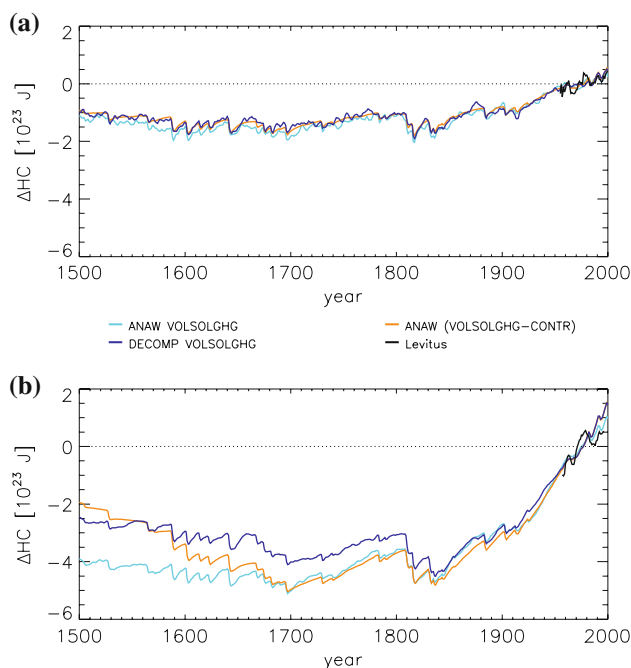 (a)
2
0
−2
−4
−6
ΔHC [10²³ J]
1500 1600 1700 1800 1900 2000
year
ANAW VOLSOLGHG
ANAW (VOLSOLGHG−CONTR)
DECOMP VOLSOLGHG
Levitus
(b)
2
0
−2
−4
−6
ΔHC [10²³ J]
1500 1600 1700 1800 1900 2000
year